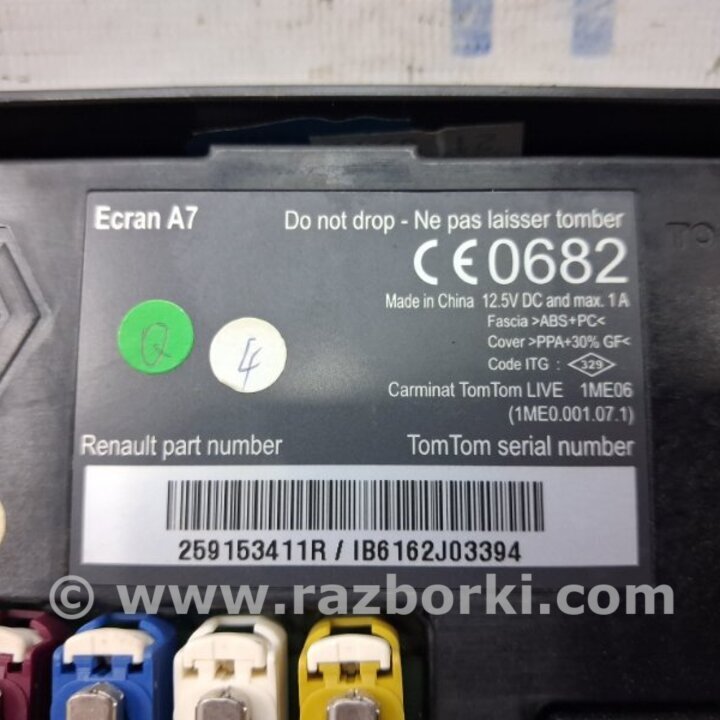 Ecran A7
Do not drop - Ne pas laisser tomber
CE0682
Made in China 12.5V DC and max. 1 A
Fascia >ABS+PC<
Cover >PPA+30% GF<
Code ITG : 329
Q
4
Carminat TomTom LIVE 1ME06
(1ME0.001.07.1)
Renault part number
TomTom serial number
259153411R / IB6162J03394
© www.razborki.com